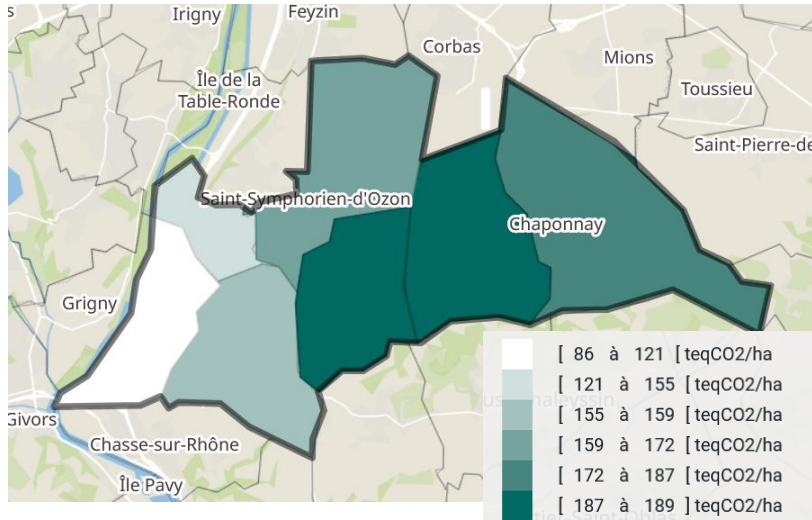 s
Irigny
Feyzin
Corbas
Mions
Île de la
Table-Ronde
Toussieu
Saint-Pierre-de
Saint-Symphorien-d'Ozon
Chaponnay
Grigny
Givors
Chasse-sur-Rhône
Île Pavy
[ 86 à 121 [ teqCO2/ha
[ 121 à 155 [ teqCO2/ha
[ 155 à 159 [ teqCO2/ha
[ 159 à 172 [ teqCO2/ha
[ 172 à 187 [ teqCO2/ha
[ 187 à 189 [ teqCO2/ha